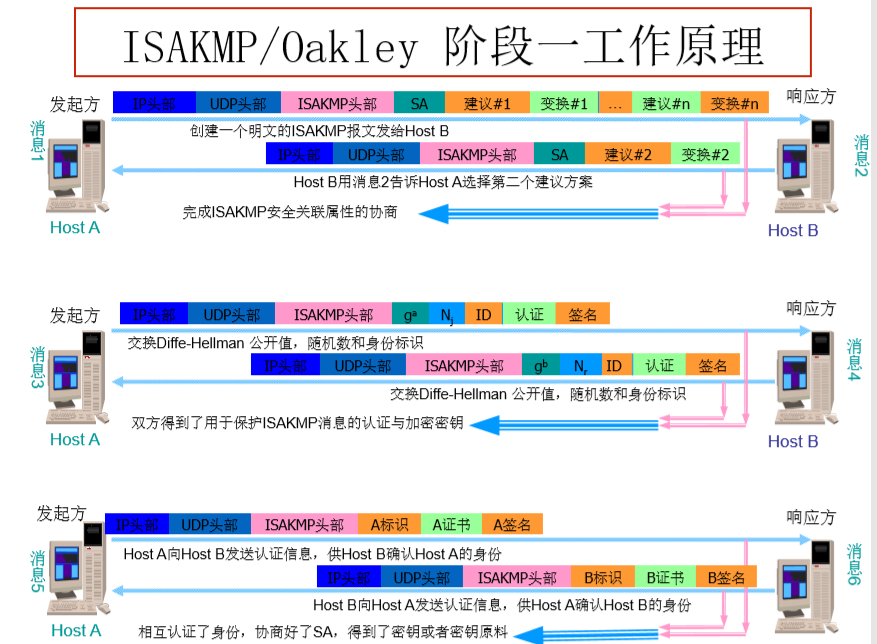 ISAKMP/Oakley 阶段一工作原理
发起方 IP头部 UDP头部 ISAKMP头部 SA 建议#1 变换#1 ... 建议#n 变换#n 响应方
消息1
创建一个明文的ISAKMP报文发给Host B
消息2
IP头部 UDP头部 ISAKMP头部 SA 建议#2 变换#2
Host B用消息2告诉Host A选择第二个建议方案
完成ISAKMP安全关联属性的协商
Host A
Host B
发起方 IP头部 UDP头部 ISAKMP头部 gᵃ Nj ID 认证 签名 响应方
消息3
交换Diffe-Hellman 公开值，随机数和身份标识
消息4
IP头部 UDP头部 ISAKMP头部 gᵇ Nr ID 认证 签名
交换Diffe-Hellman 公开值，随机数和身份标识
双方得到了用于保护ISAKMP消息的认证与加密密钥
Host A
Host B
发起方 IP头部 UDP头部 ISAKMP头部 A标识 A证书 A签名 响应方
消息5
Host A向Host B发送认证信息，供Host B确认Host A的身份
消息6
IP头部 UDP头部 ISAKMP头部 B标识 B证书 B签名
Host B向Host A发送认证信息，供Host A确认Host B的身份
相互认证了身份，协商好了SA，得到了密钥或者密钥原料
Host A